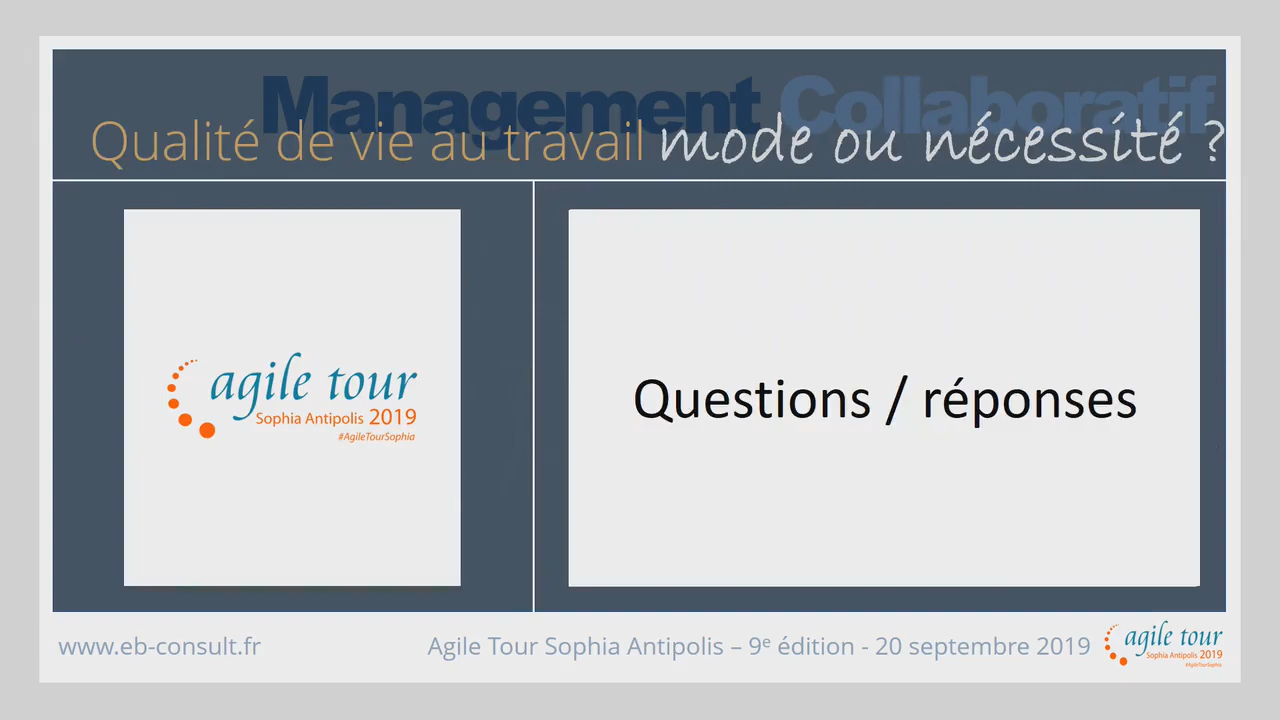 Management Collaboratif
Qualité de vie au travail mode ou nécessité ?
agile tour
Sophia Antipolis 2019
#AgileTourSophia
Questions / réponses
www.eb-consult.fr
Agile Tour Sophia Antipolis – 9e édition - 20 septembre 2019
agile tour
Sophia Antipolis 2019
#AgileTourSophia